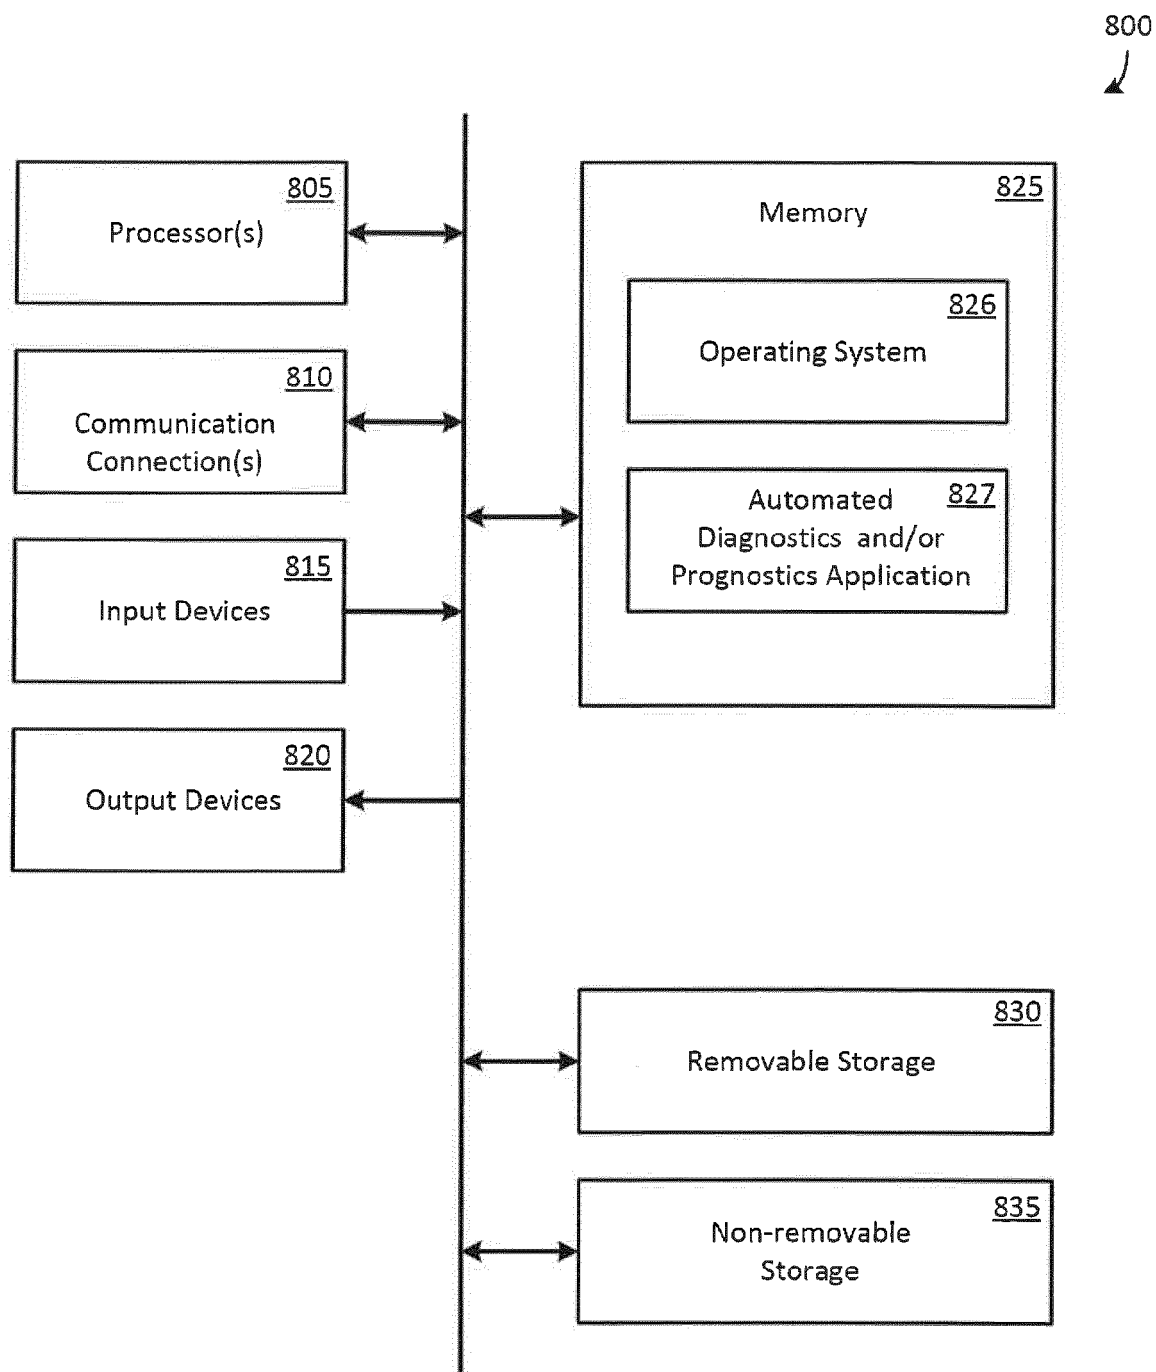 800
805
Processor(s)
810
Communication
Connection(s)
815
Input Devices
820
Output Devices
825
Memory
826
Operating System
827
Automated
Diagnostics and/or
Prognostics Application
830
Removable Storage
835
Non-removable
Storage